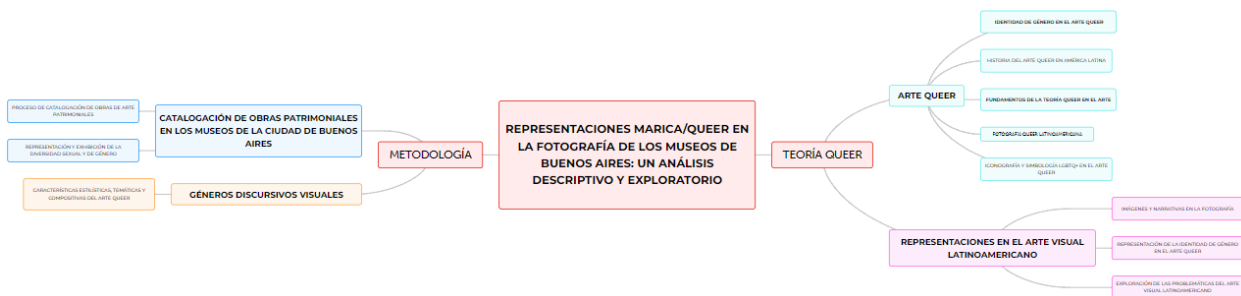 REPRESENTACIONES MARICA/QUEER EN
LA FOTOGRAFÍA DE LOS MUSEOS DE
BUENOS AIRES: UN ANÁLISIS
DESCRIPTIVO Y EXPLORATORIO
METODOLOGÍA
CATALOGACIÓN DE OBRAS PATRIMONIALES
EN LOS MUSEOS DE LA CIUDAD DE BUENOS
AIRES
PROCESO DE CATALOGACIÓN DE OBRAS DE ARTE
PATRIMONIALES
REPRESENTACIÓN Y EXHIBICIÓN DE LA
DIVERSIDAD SEXUAL Y DE GÉNERO
GÉNEROS DISCURSIVOS VISUALES
CARACTERÍSTICAS ESTILÍSTICAS, TEMÁTICAS Y
COMPOSITIVAS DEL ARTE QUEER
TEORÍA QUEER
ARTE QUEER
IDENTIDAD DE GÉNERO EN EL ARTE QUEER
HISTORIA DEL ARTE QUEER EN AMÉRICA LATINA
FUNDAMENTOS DE LA TEORÍA QUEER EN EL ARTE
FOTOGRAFÍA QUEER LATINOAMERICANA
ICONOGRAFÍA Y SIMBOLOGÍA LGBTQ+ EN EL ARTE
QUEER
REPRESENTACIONES EN EL ARTE VISUAL
LATINOAMERICANO
IMÁGENES Y NARRATIVAS EN LA FOTOGRAFÍA
REPRESENTACIÓN DE LA IDENTIDAD DE GÉNERO
EN EL ARTE QUEER
EXPLORACIÓN DE LAS PROBLEMÁTICAS DEL ARTE
VISUAL LATINOAMERICANO